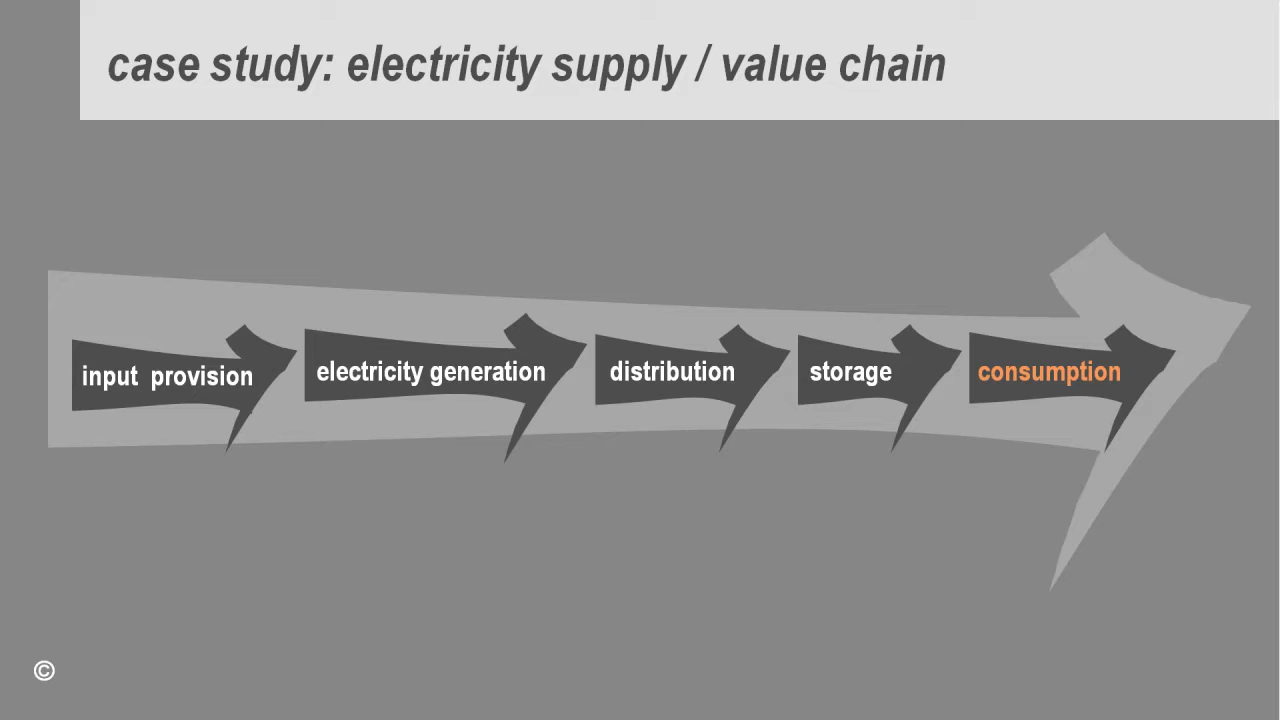 case study: electricity supply / value chain
input provision
electricity generation
distribution
storage
consumption
©